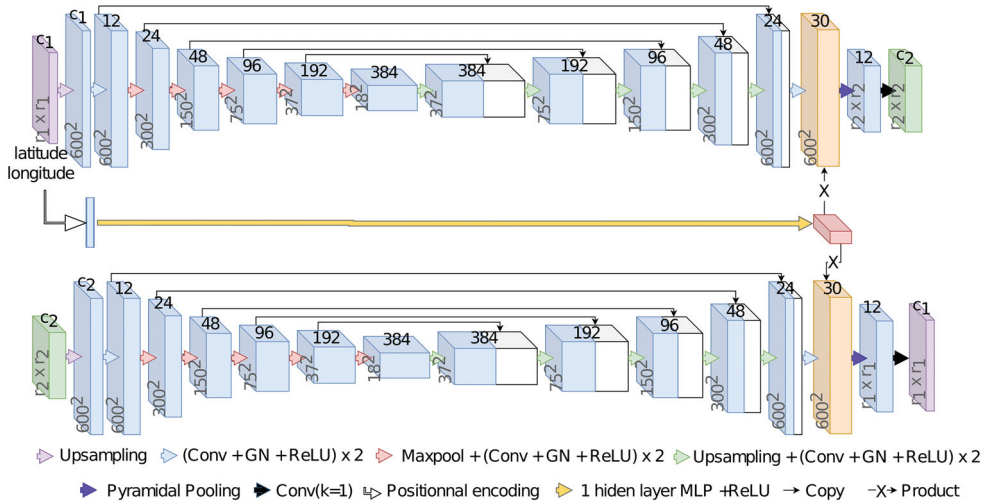 c1 c1 12 24 48 96 192 384 384 192 96 48 24 30 12 c2
r1 x r1 600² 600² 300² 150² 75² 37² 18² 37² 75² 150² 300² 600² 600² r2 x r2 r2 x r2
latitude
longitude
X
X
c2 c2 12 24 48 96 192 384 384 192 96 48 24 30 12 c1
r2 x r2 600² 600² 300² 150² 75² 37² 18² 37² 75² 150² 300² 600² 600² r1 x r1 r1 x r1
Upsampling (Conv +GN +ReLU) x 2 Maxpool +(Conv +GN +ReLU) x 2 Upsampling +(Conv +GN +ReLU) x 2
Pyramidal Pooling Conv(k=1) Positionnal encoding 1 hiden layer MLP +ReLU Copy X Product